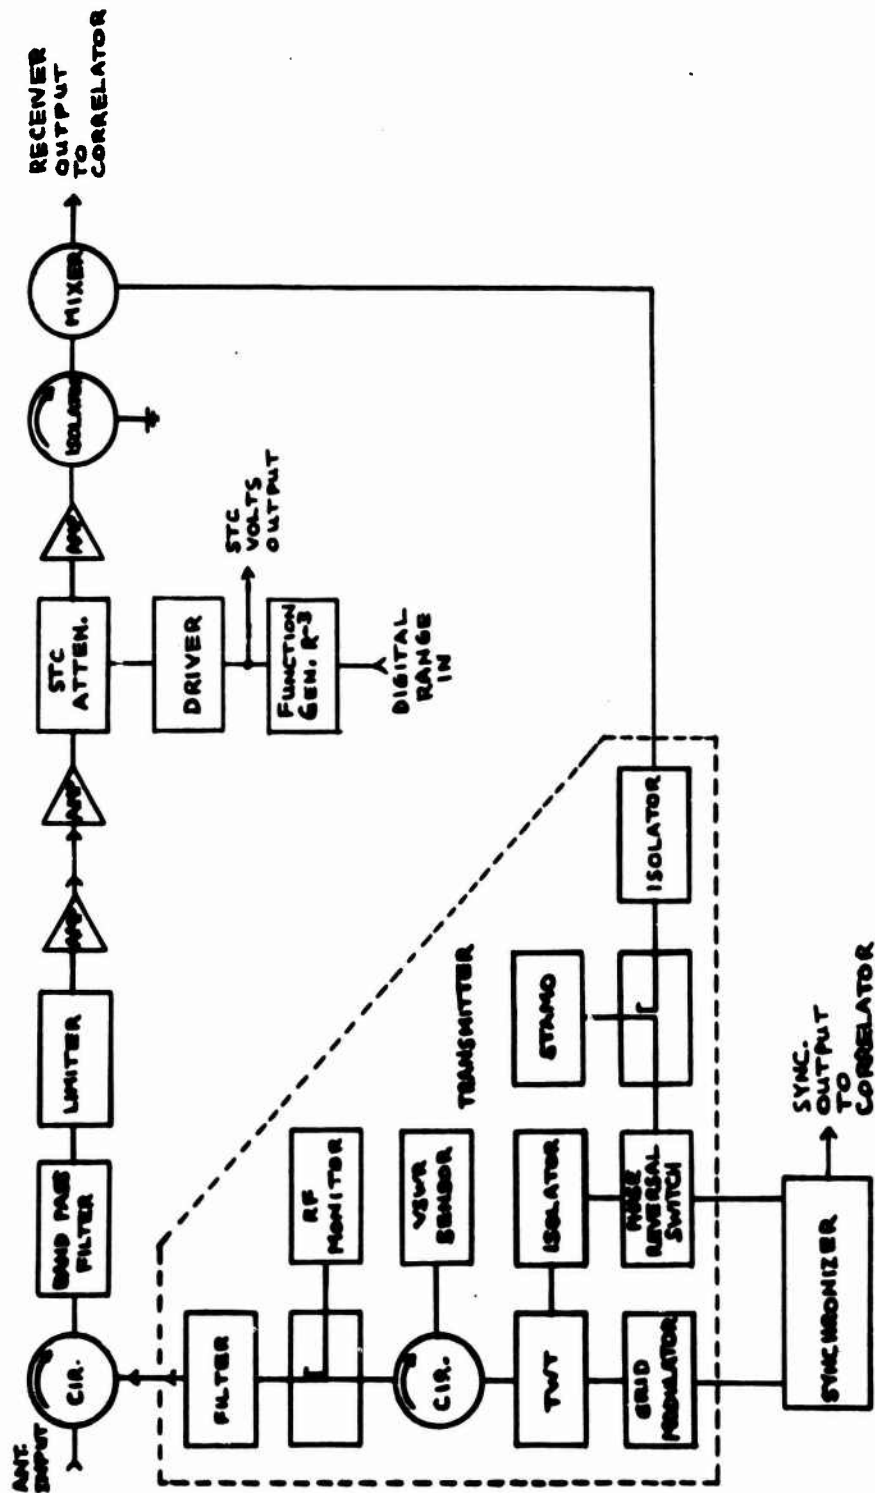 ANT.
INPUT
CIR.
BAND PASS
FILTER
LIMITER
AMP
AMP
STC
ATTEN.
AMP
ISOLATOR
MIXER
RECEIVER
OUTPUT
TO
CORRELATOR
DRIVER
STC
VOLTS
OUTPUT
FUNCTION
GEN. R-3
DIGITAL
RANGE
IN
FILTER
RF
MONITOR
CIR.
VSWR
SENSOR
TRANSMITTER
TWT
ISOLATOR
STAMO
GRID
MODULATOR
PHASE
REVERSAL
SWITCH
ISOLATOR
SYNCHRONIZER
SYNC.
OUTPUT
TO
CORRELATOR